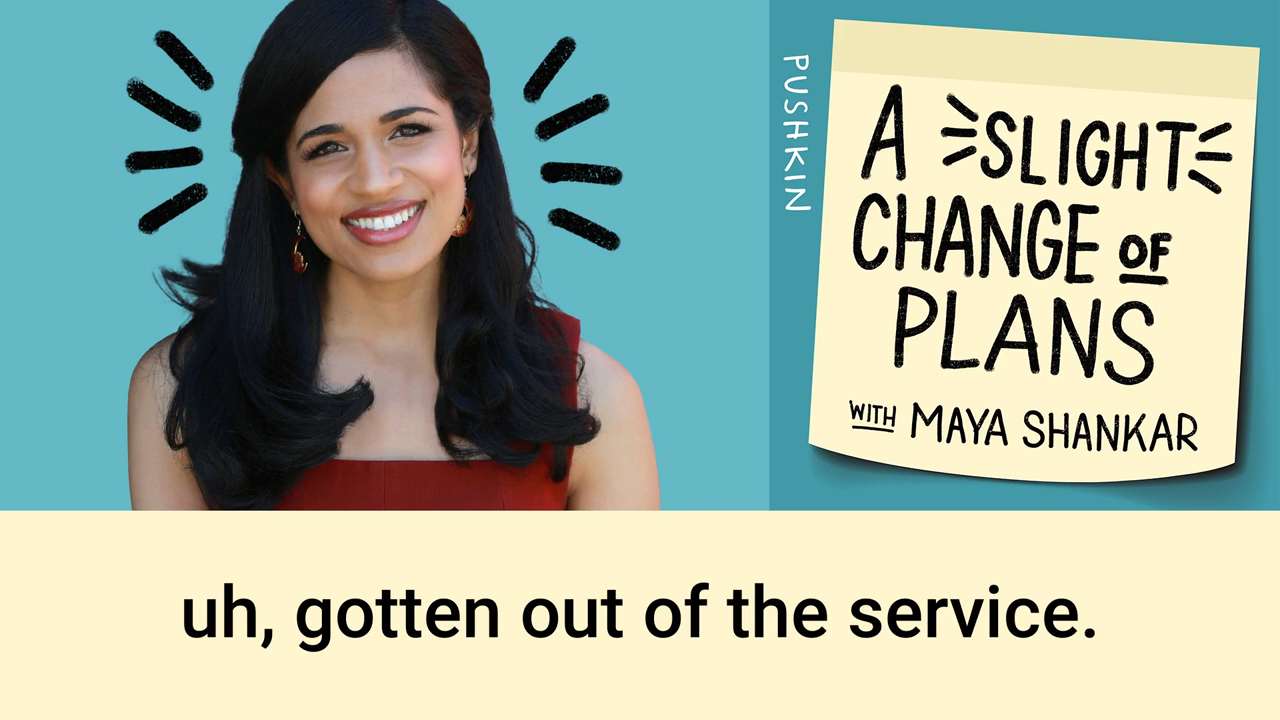 PUSHKIN
A SLIGHT
CHANGE OF
PLANS
WITH MAYA SHANKAR
uh, gotten out of the service.